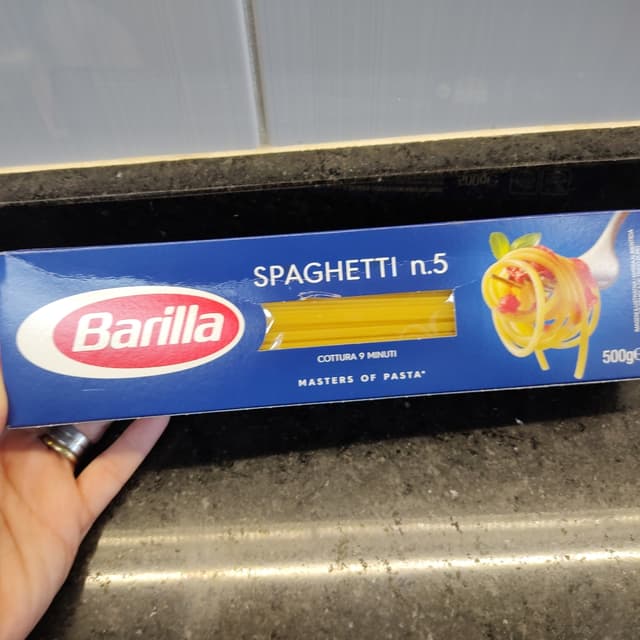 Barilla
SPAGHETTI n.5
COTTURA 9 MINUTI
MASTERS OF PASTA
500g℮